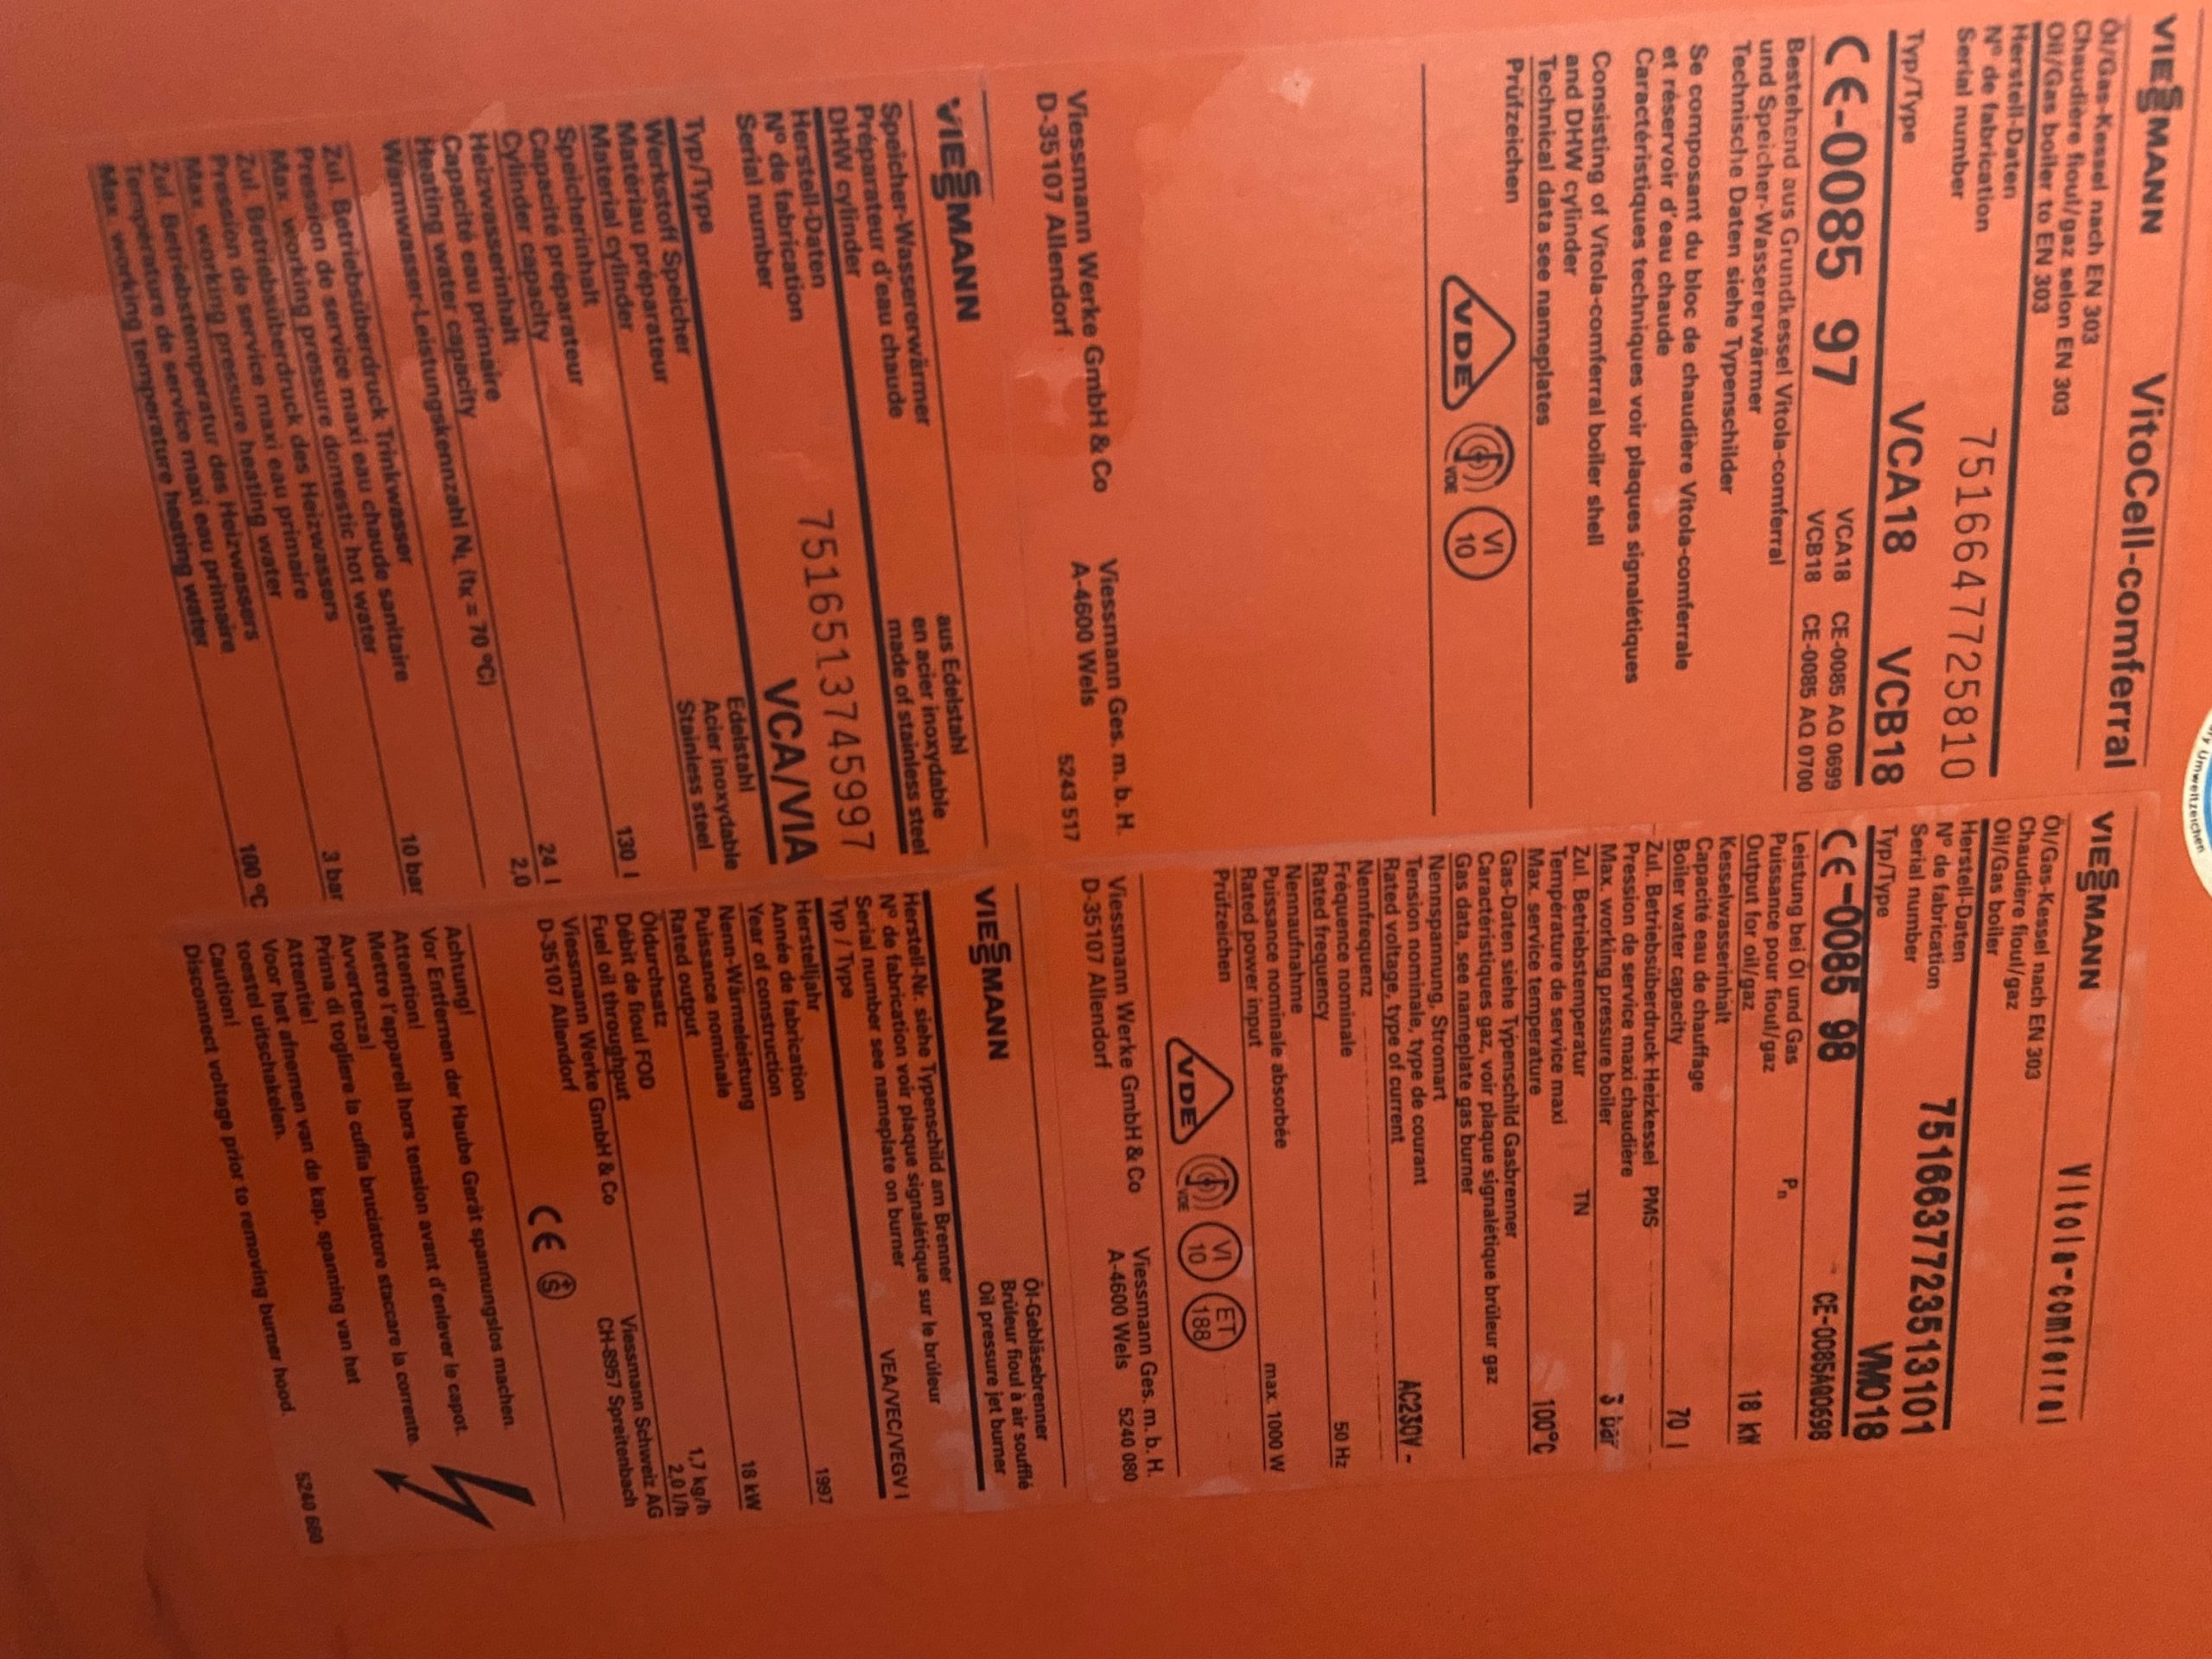 VIESMANN
VitoCell-comferral
Öl/Gas-Kessel nach EN 303
Chaudière fioul/gaz selon EN 303
Oil/Gas boiler to EN 303
Herstell-Daten
Nº de fabrication
Serial number
7516647725810
Typ/Type
VCA18 VCB18
CE-0085 97
VCA18 CE-0085 AQ 0699
VCB18 CE-0085 AQ 0700
Bestehend aus Grundkessel Vitola-comferral
und Speicher-Wassererwärmer
Technische Daten siehe Typenschilder
Se composant du bloc de chaudière Vitola-comferrale
et réservoir d'eau chaude
Caractéristiques techniques voir plaques signalétiques
Consisting of Vitola-comferral boiler shell
and DHW cylinder
Technical data see nameplates
Prüfzeichen
VDE
VDE
VI
10
Viessmann Werke GmbH & Co
D-35107 Allendorf
Viessmann Ges. m. b. H.
A-4600 Wels
5243 517
VIESMANN
Vitola-comferral
Öl/Gas-Kessel nach EN 303
Chaudière fioul/gaz
Oil/Gas boiler
Herstell-Daten
Nº de fabrication
Serial number
7516637723513101
Typ/Type
VM018
CE-0085 98
CE-0085AQ0698
Leistung bei Öl und Gas
Puissance pour fioul/gaz
Output for oil/gaz
Pn
18 kW
Kesselwasserinhalt
Capacité eau de chauffage
Boiler water capacity
70 l
Zul. Betriebsüberdruck Heizkessel PMS
Pression de service maxi chaudière
Max. working pressure boiler
3 bar
Zul. Betriebstemperatur TN
Température de service maxi
Max. service temperature
100°C
Gas-Daten siehe Typenschild Gasbrenner
Caractéristiques gaz, voir plaque signalétique brûleur gaz
Gas data, see nameplate gas burner
Nennspannung, Stromart
Tension nominale, type de courant
Rated voltage, type of current
AC230V~
Nennfrequenz
Fréquence nominale
Rated frequency
50 Hz
Nennaufnahme
Puissance nominale absorbée
Rated power input
max. 1000 W
Prüfzeichen
VDE
VDE
VI
10
ET
188
Viessmann Werke GmbH & Co
D-35107 Allendorf
Viessmann Ges. m. b. H.
A-4600 Wels
5240 080
VIESMANN
Speicher-Wassererwärmer
Préparateur d'eau chaude
DHW cylinder
aus Edelstahl
en acier inoxydable
made of stainless steel
Herstell-Daten
Nº de fabrication
Serial number
7516513745997
Typ/Type
VCA/VIA
Werkstoff Speicher
Matériau préparateur
Material cylinder
Edelstahl
Acier inoxydable
Stainless steel
Speicherinhalt
Capacité préparateur
Cylinder capacity
130 l
Heizwasserinhalt
Capacité eau primaire
Heating water capacity
24 l
Warmwasser-Leistungskennzahl NL (tK = 70 ºC)
2,0
Zul. Betriebsüberdruck Trinkwasser
Pression de service maxi eau chaude sanitaire
Max. working pressure domestic hot water
10 bar
Zul. Betriebsüberdruck des Heizwassers
Pression de service maxi eau primaire
Max. working pressure heating water
3 bar
Zul. Betriebstemperatur des Heizwassers
Temperature de service maxi eau primaire
Max. working temperature heating water
100 ºC
VIESMANN
Öl-Gebläsebrenner
Brûleur fioul à air soufflé
Oil pressure jet burner
Herstell-Nr. siehe Typenschild am Brenner
Nº de fabrication voir plaque signalétique sur le brûleur
Serial number see nameplate on burner
Typ / Type
VEA/VEC/VEGV I
Herstelljahr
Année de fabrication
Year of construction
1997
Nenn-Wärmeleistung
Puissance nominale
Rated output
18 kW
Öldurchsatz
Débit de fioul FOD
Fuel oil throughput
1,7 kg/h
2,0 l/h
Viessmann Werke GmbH & Co
D-35107 Allendorf
Viessmann Schweiz AG
CH-8957 Spreitenbach
CE
S
Achtung!
Vor Entfernen der Haube Gerät spannungslos machen.
Attention!
Mettre l'appareil hors tension avant d'enlever le capot.
Avvertenza!
Prima di togliere la cuffia bruciatore staccare la corrente.
Attentie!
Voor het afnemen van de kap, spanning van het
toestel uitschakelen.
Caution!
Disconnect voltage prior to removing burner hood.
5240 660
Umweltzeichen